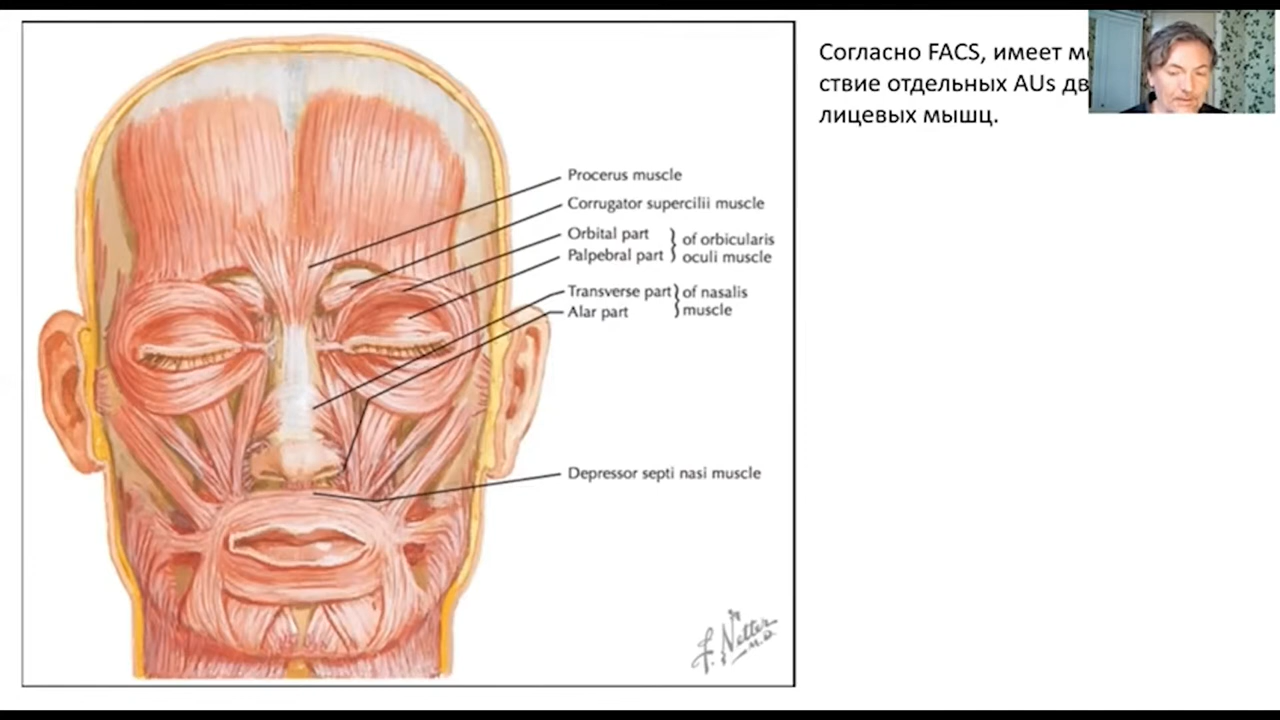 Согласно FACS, имеет
ствие отдельных AUs
лицевых мышц.
Procerus muscle
Corrugator supercilii muscle
Orbital part
Palpebral part
of orbicularis
oculi muscle
Transverse part
Alar part
of nasalis
muscle
Depressor septi nasi muscle
F. Netter
M.D.